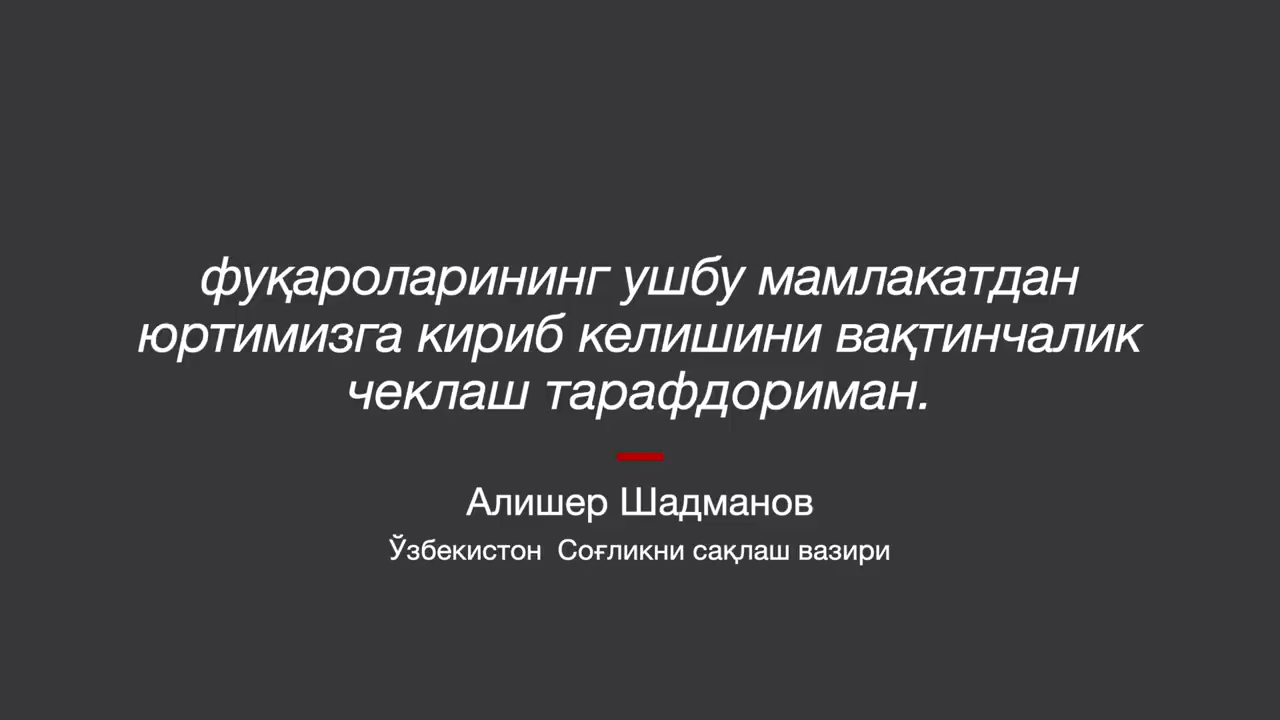 фуқароларининг ушбу мамлакатдан
юртимизга кириб келишини вақтинчалик
чеклаш тарафдориман.
Алишер Шадманов
Ўзбекистон  Соғликни сақлаш вазири